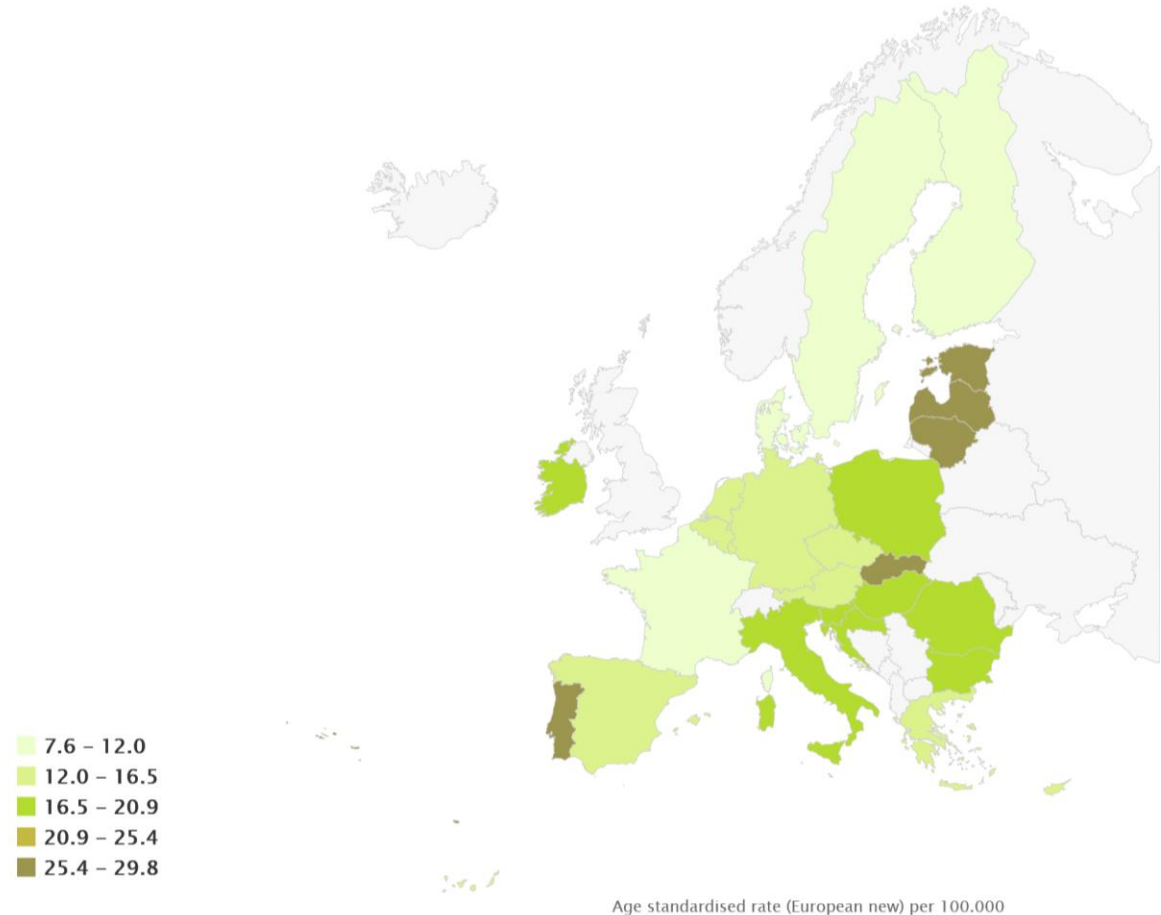 7.6 – 12.0
12.0 – 16.5
16.5 – 20.9
20.9 – 25.4
25.4 – 29.8
Age standardised rate (European new) per 100.000